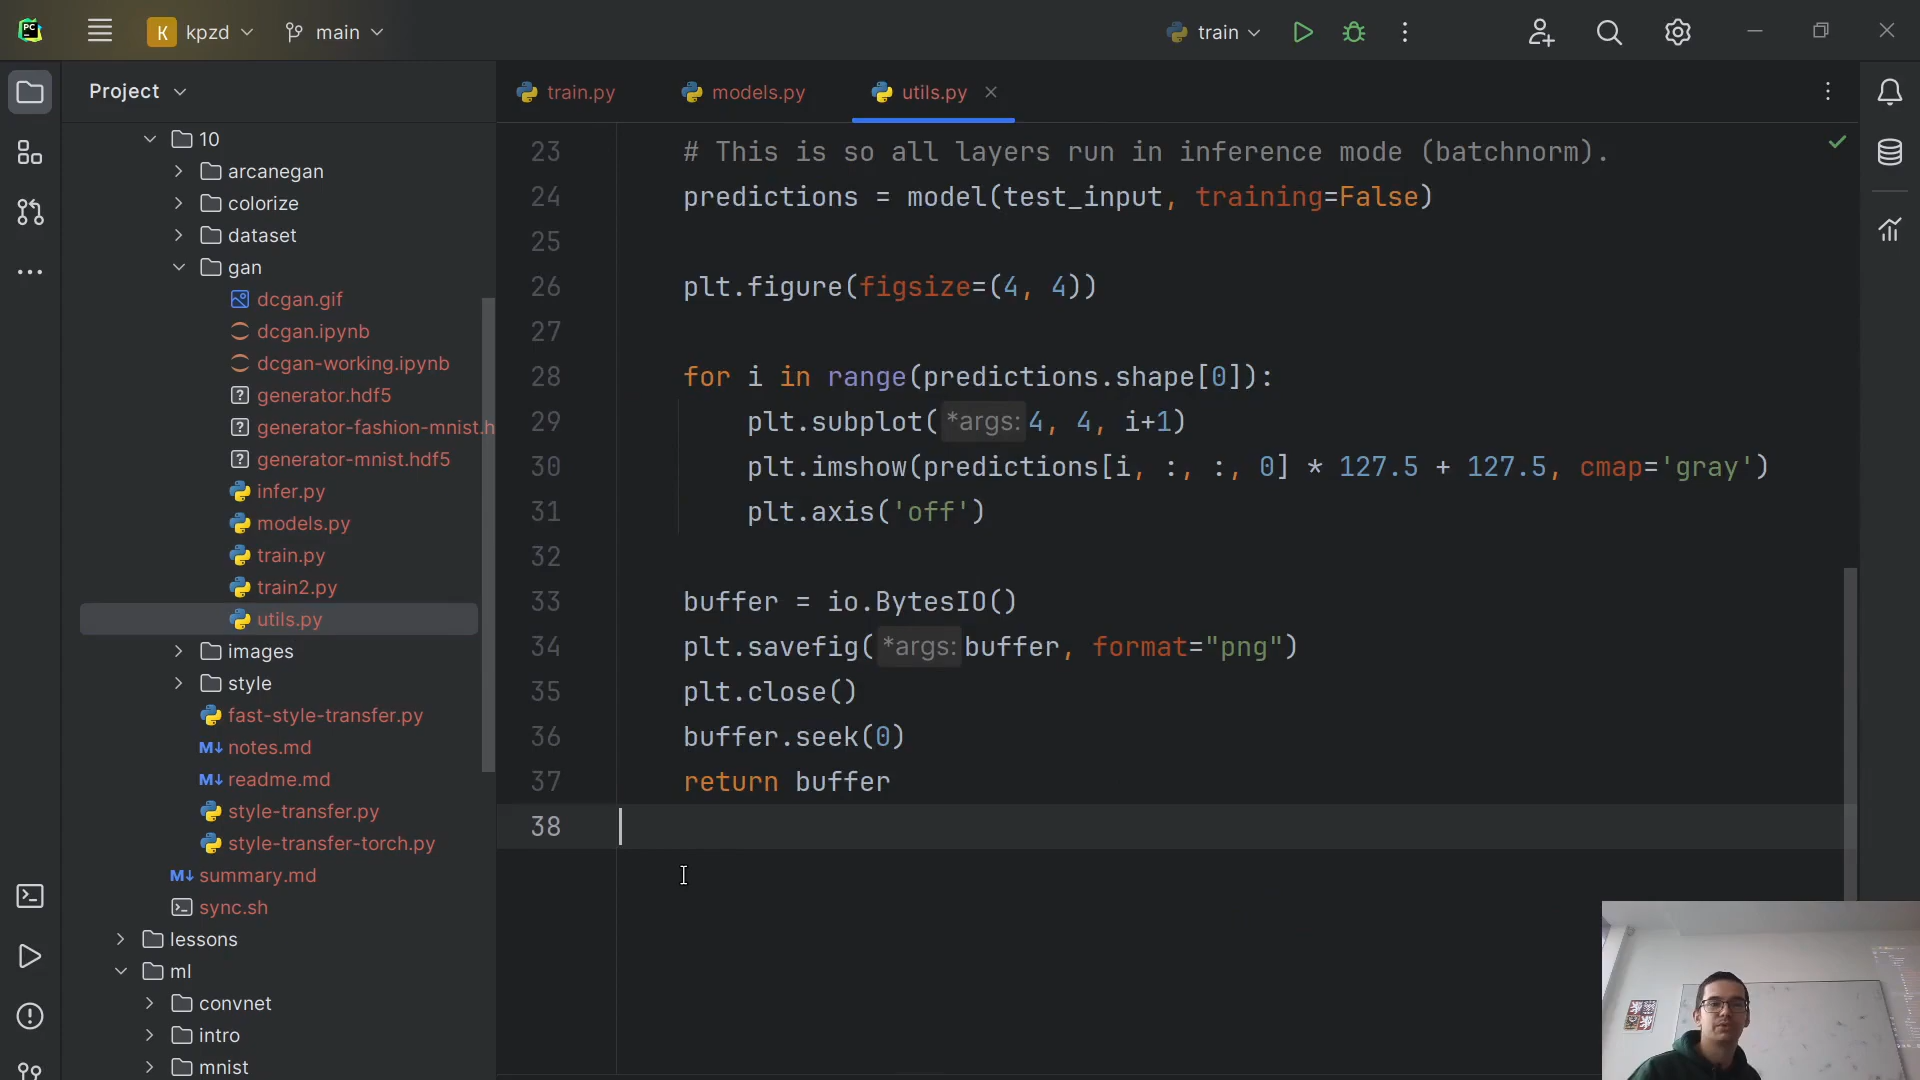 PC
K kpzd
main
train
Project
train.py
models.py
utils.py
10
arcanegan
colorize
dataset
gan
dcgan.gif
dcgan.ipynb
dcgan-working.ipynb
generator.hdf5
generator-fashion-mnist.h
generator-mnist.hdf5
infer.py
models.py
train.py
train2.py
utils.py
images
style
fast-style-transfer.py
M↓ notes.md
M↓ readme.md
style-transfer.py
style-transfer-torch.py
M↓ summary.md
sync.sh
lessons
ml
convnet
intro
mnist
23 # This is so all layers run in inference mode (batchnorm).
24 predictions = model(test_input, training=False)
25
26 plt.figure(figsize=(4, 4))
27
28 for i in range(predictions.shape[0]):
29 plt.subplot( *args: 4, 4, i+1)
30 plt.imshow(predictions[i, :, :, 0] * 127.5 + 127.5, cmap='gray')
31 plt.axis('off')
32
33 buffer = io.BytesIO()
34 plt.savefig( *args: buffer, format="png")
35 plt.close()
36 buffer.seek(0)
37 return buffer
38